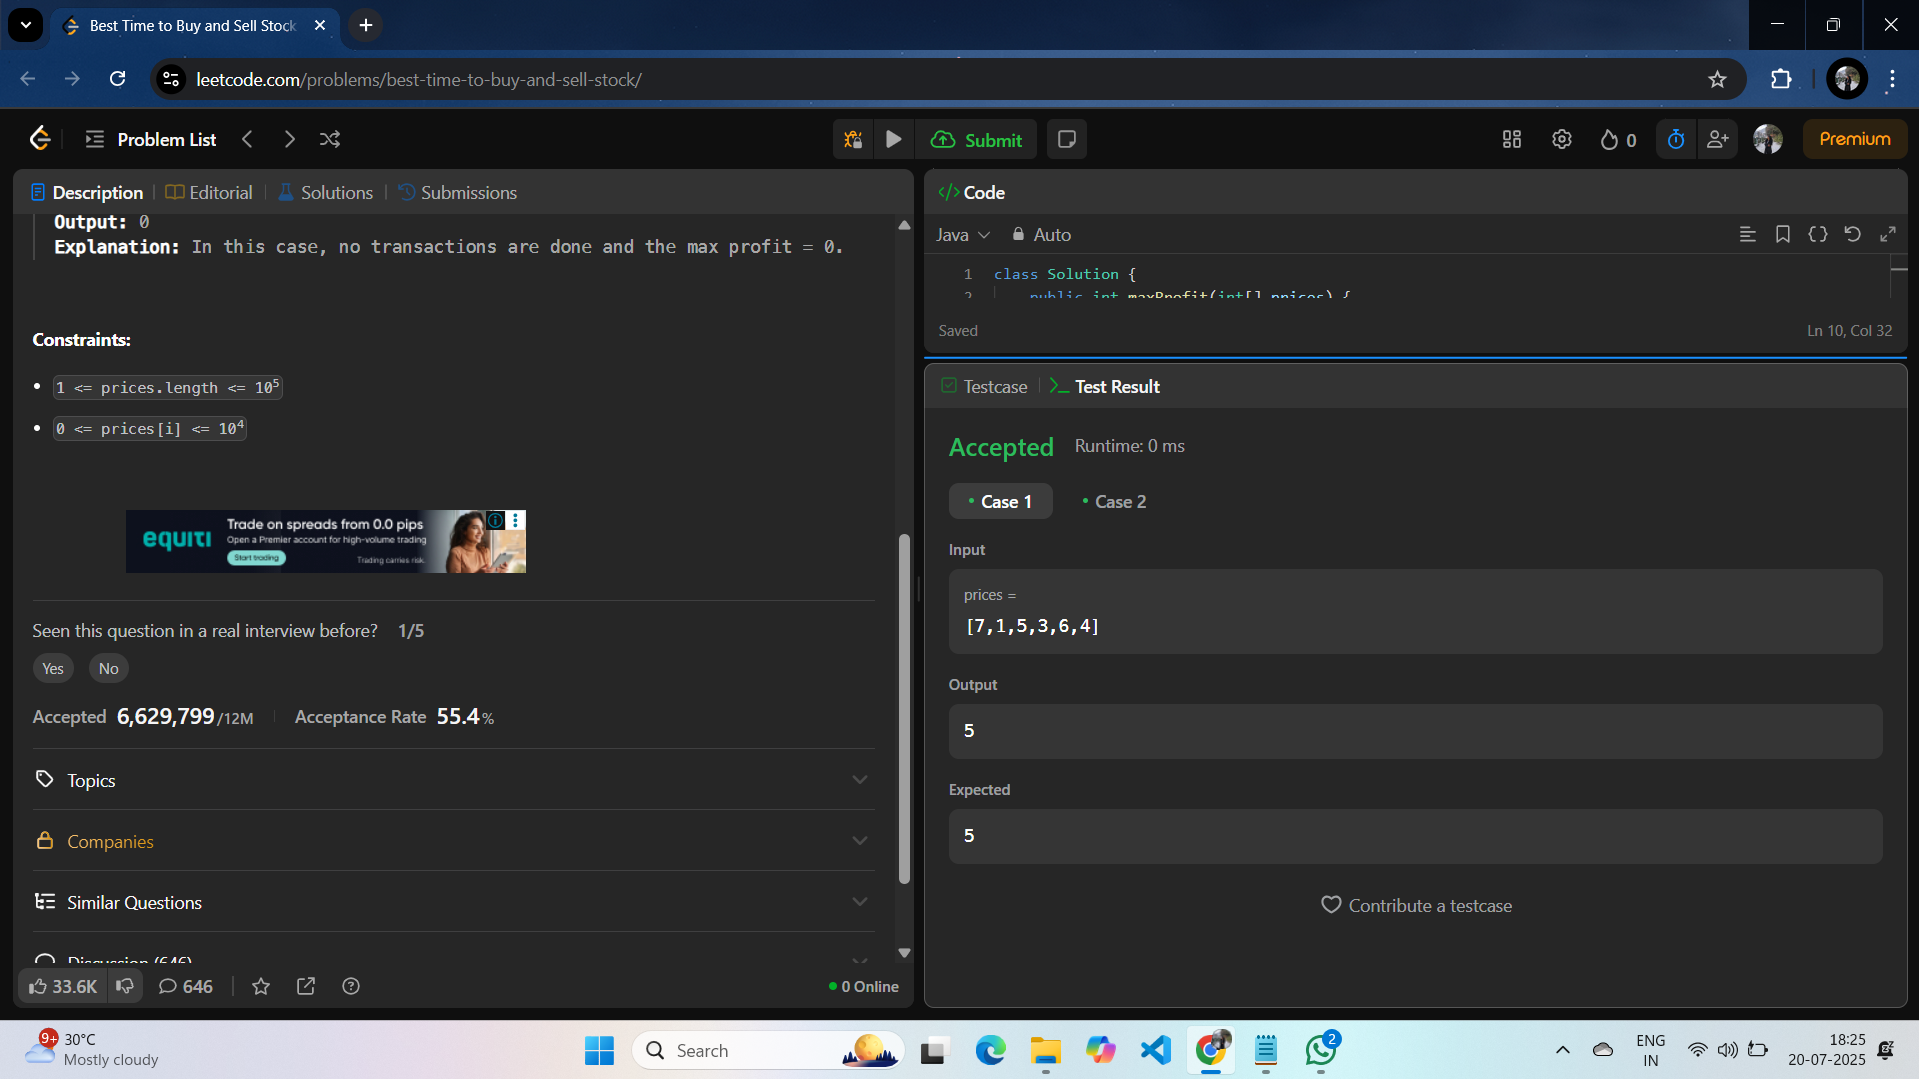 Best Time to Buy and Sell Stock
leetcode.com/problems/best-time-to-buy-and-sell-stock/
Problem List
Submit
0
Premium
Description
Editorial
Solutions
Submissions
Output: 0
Explanation: In this case, no transactions are done and the max profit = 0.
Constraints:
1 <= prices.length <= 10^5
0 <= prices[i] <= 10^4
equiti
Trade on spreads from 0.0 pips
Open a Premier account for high-volume trading
Start trading
Trading carries risk.
Seen this question in a real interview before? 1/5
Yes
No
Accepted 6,629,799/12M
Acceptance Rate 55.4%
Topics
Companies
Similar Questions
Discussion (646)
33.6K
646
0 Online
</> Code
Java
Auto
1 class Solution {
2 public int maxProfit(int[] prices) {
Saved
Ln 10, Col 32
Testcase
Test Result
Accepted Runtime: 0 ms
Case 1
Case 2
Input
prices =
[7,1,5,3,6,4]
Output
5
Expected
5
Contribute a testcase
9+
30°C
Mostly cloudy
Search
2
ENG
IN
18:25
20-07-2025